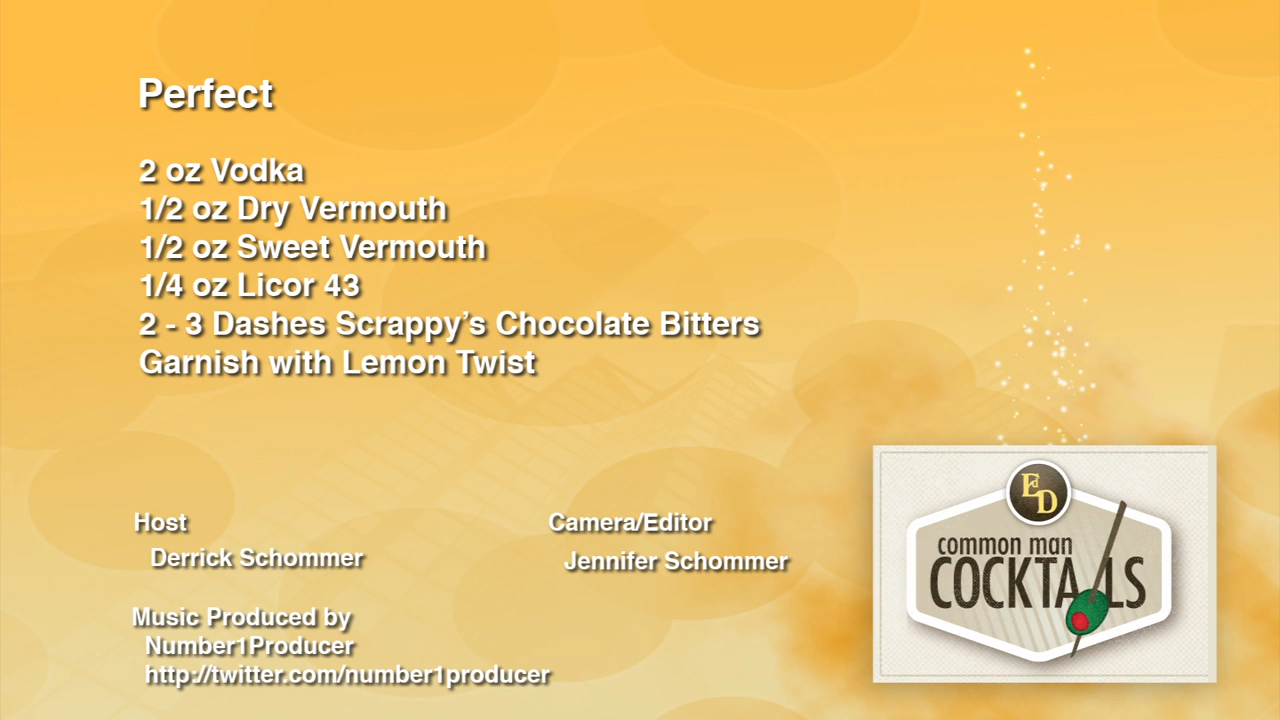 Perfect
2 oz Vodka
1/2 oz Dry Vermouth
1/2 oz Sweet Vermouth
1/4 oz Licor 43
2 - 3 Dashes Scrappy’s Chocolate Bitters
Garnish with Lemon Twist
Host
Derrick Schommer
Camera/Editor
Jennifer Schommer
Music Produced by
Number1Producer
http://twitter.com/number1producer
Ed
D
common man
COCKTAILS